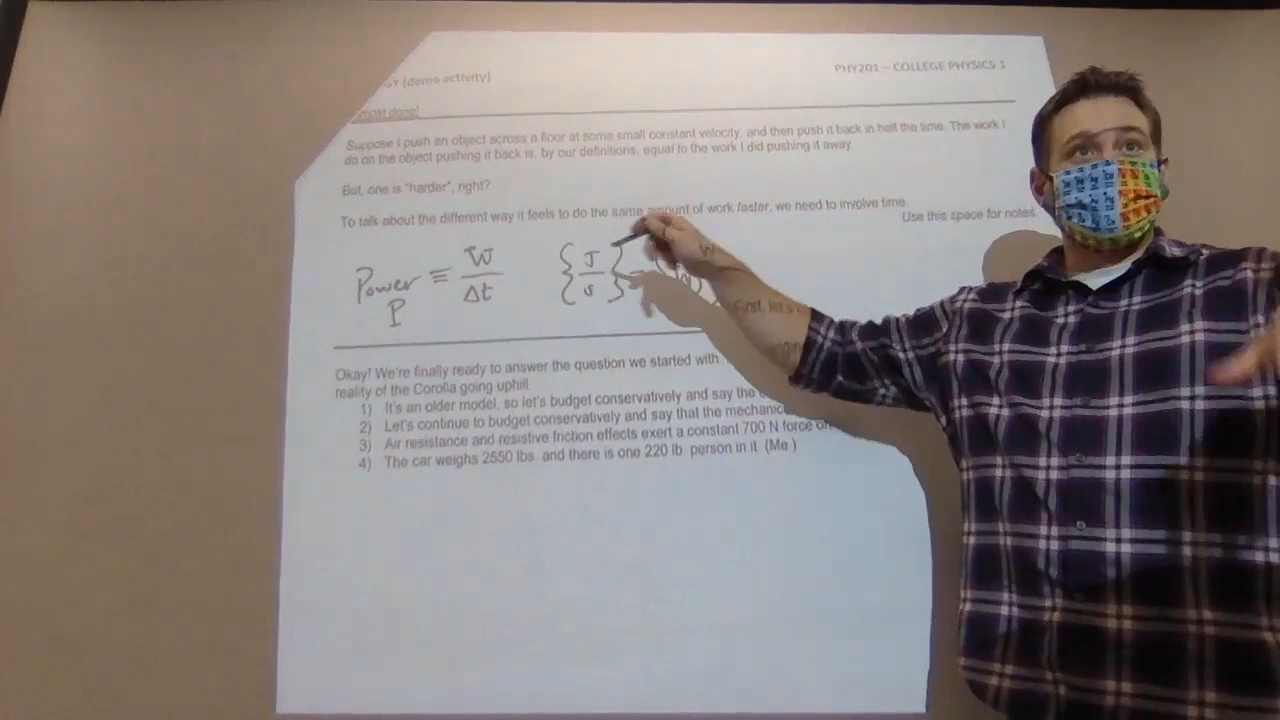 (demo activity)
PHY201 – COLLEGE PHYSICS 1
most done!
Suppose I push an object across a floor at some small constant velocity, and then push it back in half the time. The work I
do on the object pushing it back is, by our definitions, equal to the work I did pushing it away.
But, one is "harder", right?
To talk about the different way it feels to do the same amount of work faster, we need to involve time.
Use this space for notes.
Power ≡ W/Δt {J/s} =
P
First, let's
Okay! We're finally ready to answer the question we started with
reality of the Corolla going uphill.
1) It's an older model, so let's budget conservatively and say the
2) Let's continue to budget conservatively and say that the
3) Air resistance and resistive friction effects exert a constant 700 N force on
4) The car weighs 2550 lbs. and there is one 220 lb. person in it. (Me.)